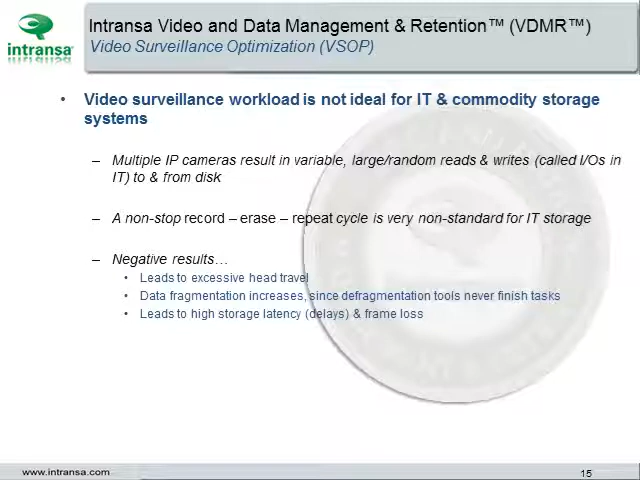 intransa®
Intransa Video and Data Management & Retention™ (VDMR™)
Video Surveillance Optimization (VSOP)
• Video surveillance workload is not ideal for IT & commodity storage
systems
– Multiple IP cameras result in variable, large/random reads & writes (called I/Os in
IT) to & from disk
– A non-stop record – erase – repeat cycle is very non-standard for IT storage
– Negative results…
• Leads to excessive head travel
• Data fragmentation increases, since defragmentation tools never finish tasks
• Leads to high storage latency (delays) & frame loss
www.intransa.com
15